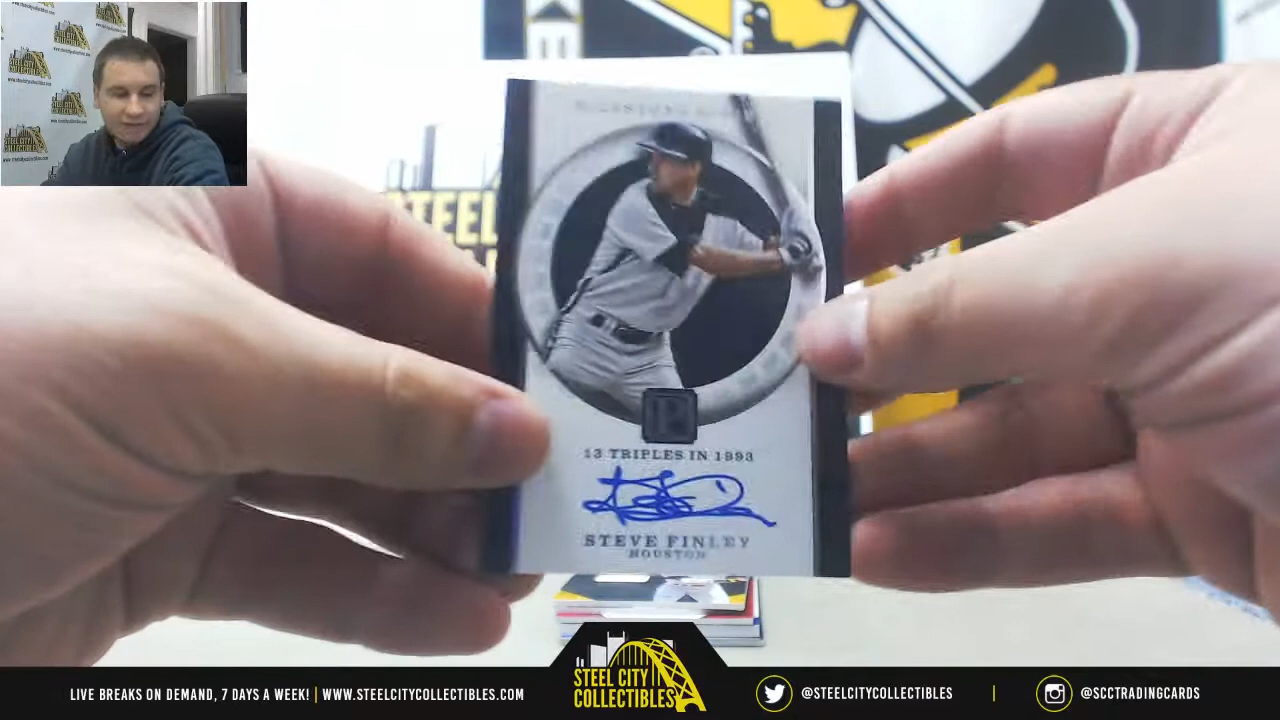 STEEL
13 TRIPLES IN 1993
STEVE FINLEY
HOUSTON
LIVE BREAKS ON DEMAND, 7 DAYS A WEEK! | WWW.STEELCITYCOLLECTIBLES.COM
STEEL CITY
COLLECTIBLES
@STEELCITYCOLLECTIBLES | @SCCTRADINGCARDS